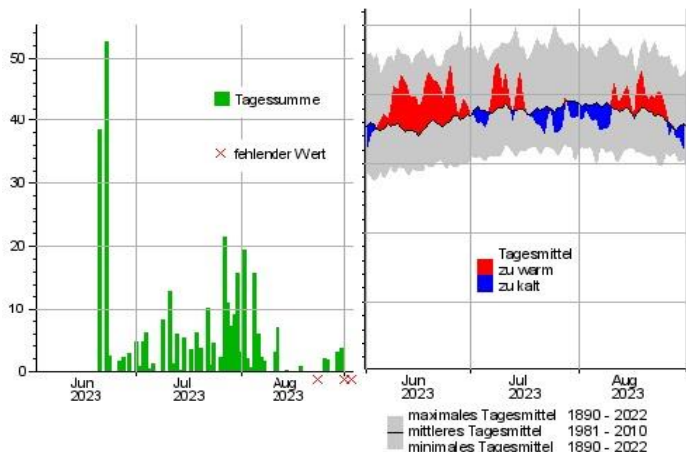 50
40
30
20
10
0
Tagessumme
fehlender Wert
Jun
2023
Jul
2023
Aug
2023
Tagesmittel
zu warm
zu kalt
Jun
2023
Jul
2023
Aug
2023
maximales Tagesmittel 1890 - 2022
mittleres Tagesmittel 1981 - 2010
minimales Tagesmittel 1890 - 2022